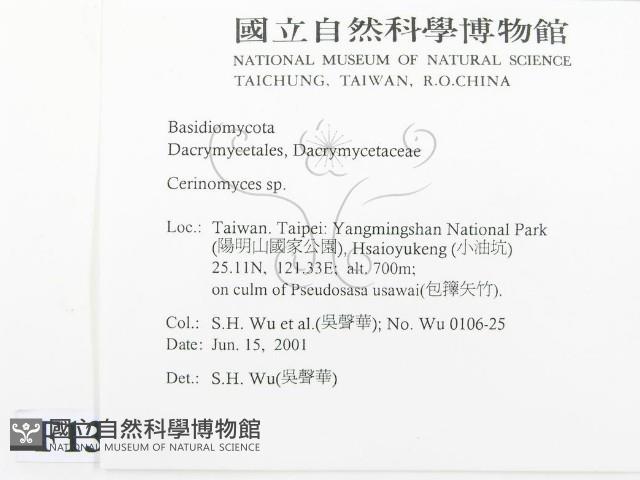 國立自然科學博物館
NATIONAL MUSEUM OF NATURAL SCIENCE
TAICHUNG, TAIWAN, R.O.CHINA
Basidiomycota
Dacrymycetales, Dacrymycetaceae
Cerinomyces sp.
Loc.: Taiwan. Taipei: Yangmingshan National Park
(陽明山國家公園), Hsaioyukeng (小油坑)
25.11N, 121.33E; alt. 700m;
on culm of Pseudosasa usawai(包籜矢竹).
Col.: S.H. Wu et al.(吳聲華); No. Wu 0106-25
Date: Jun. 15, 2001
Det.: S.H. Wu(吳聲華)
國立自然科學博物館
NATIONAL MUSEUM OF NATURAL SCIENCE